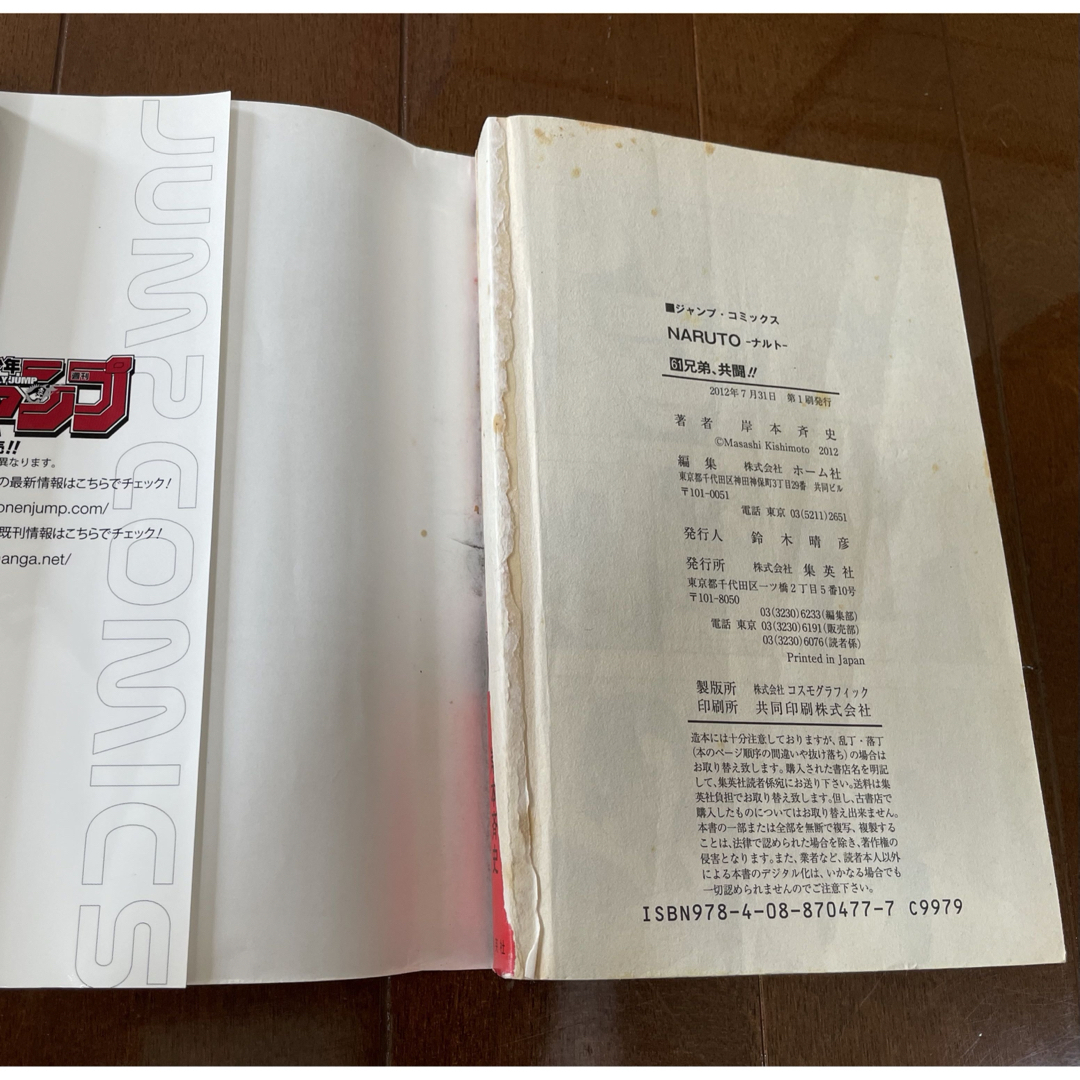 JUMP COMICS
年
週刊
ジャンプ
売!!
異なります。
の最新情報はこちらでチェック!
onenjump.com/
既刊情報はこちらでチェック!
anga.net/
■ジャンプ・コミックス
NARUTO -ナルト-
61兄弟、共闘!!
2012年7月31日 第1刷発行
著者 岸本斉史
©Masashi Kishimoto 2012
編集 株式会社 ホーム社
東京都千代田区神田神保町3丁目29番 共同ビル
〒101-0051
電話 東京 03(5211)2651
発行人 鈴木晴彦
発行所 株式会社 集英社
東京都千代田区一ツ橋2丁目5番10号
〒101-8050
03(3230)6233(編集部)
電話 東京 03(3230)6191(販売部)
03(3230)6076(読者係)
Printed in Japan
製版所 株式会社 コスモグラフィック
印刷所 共同印刷株式会社
造本には十分注意しておりますが、乱丁・落丁
(本のページ順序の間違いや抜け落ち)の場合は
お取り替え致します。購入された書店名を明記
して、集英社読者係宛にお送り下さい。送料は集
英社負担でお取り替え致します。但し、古書店で
購入したものについてはお取り替え出来ません。
本書の一部または全部を無断で複写、複製する
ことは、法律で認められた場合を除き、著作権の
侵害となります。また、業者など、読者本人以外
による本書のデジタル化は、いかなる場合でも
一切認められませんのでご注意下さい。
ISBN978-4-08-870477-7 C9979